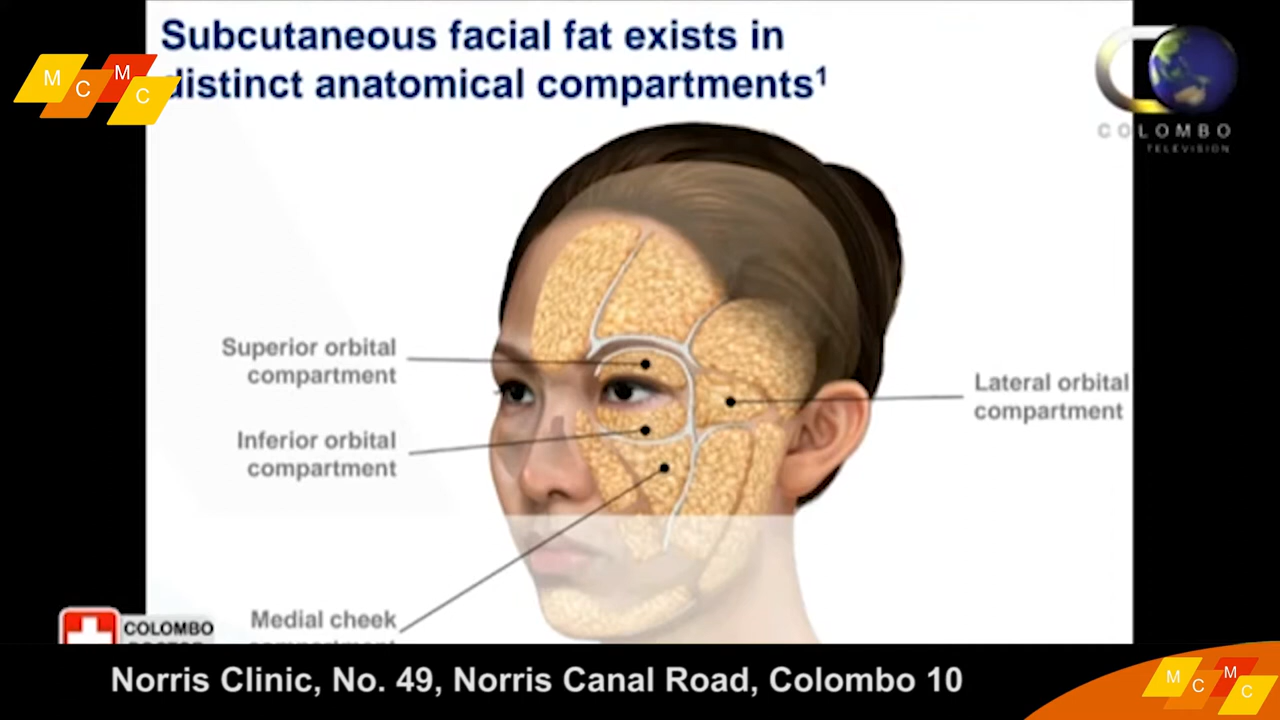 Subcutaneous facial fat exists in
distinct anatomical compartments1
M C M C
COLOMBO
TELEVISION
Superior orbital
compartment
Lateral orbital
compartment
Inferior orbital
compartment
Medial cheek
COLOMBO
Norris Clinic, No. 49, Norris Canal Road, Colombo 10
M C M C